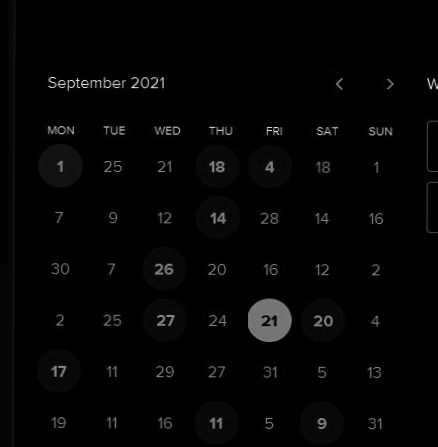 September 2021 < > W
MON TUE WED THU FRI SAT SUN
1 25 21 18 4 18 1
7 9 12 14 28 14 16
30 7 26 20 16 12 2
2 25 27 24 21 20 4
17 11 29 27 31 5 13
19 11 16 11 5 9 31